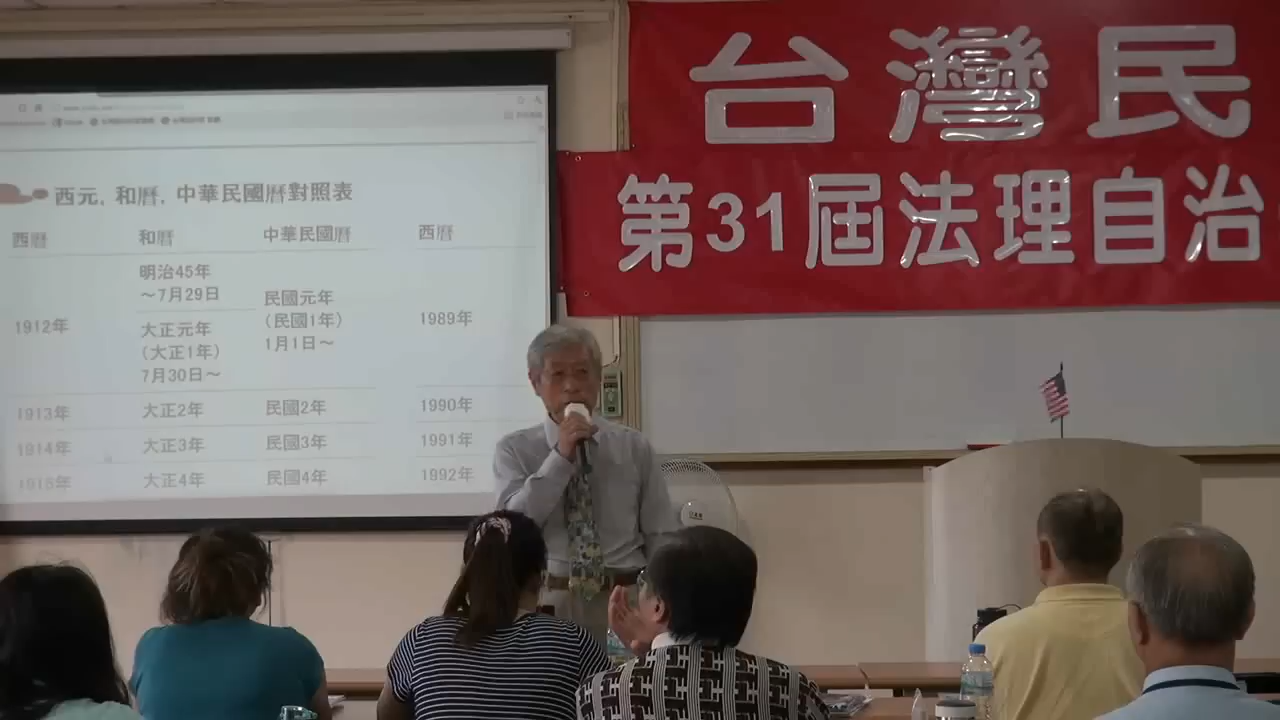 台灣民
第31屆法理自治
西元, 和曆, 中華民國曆對照表
西曆 和曆 中華民國曆 西曆
1912年 明治45年 ～7月29日 民國元年 (民國1年) 1月1日～ 1989年
大正元年 (大正1年) 7月30日～
1913年 大正2年 民國2年 1990年
1914年 大正3年 民國3年 1991年
大正4年 民國4年 1992年